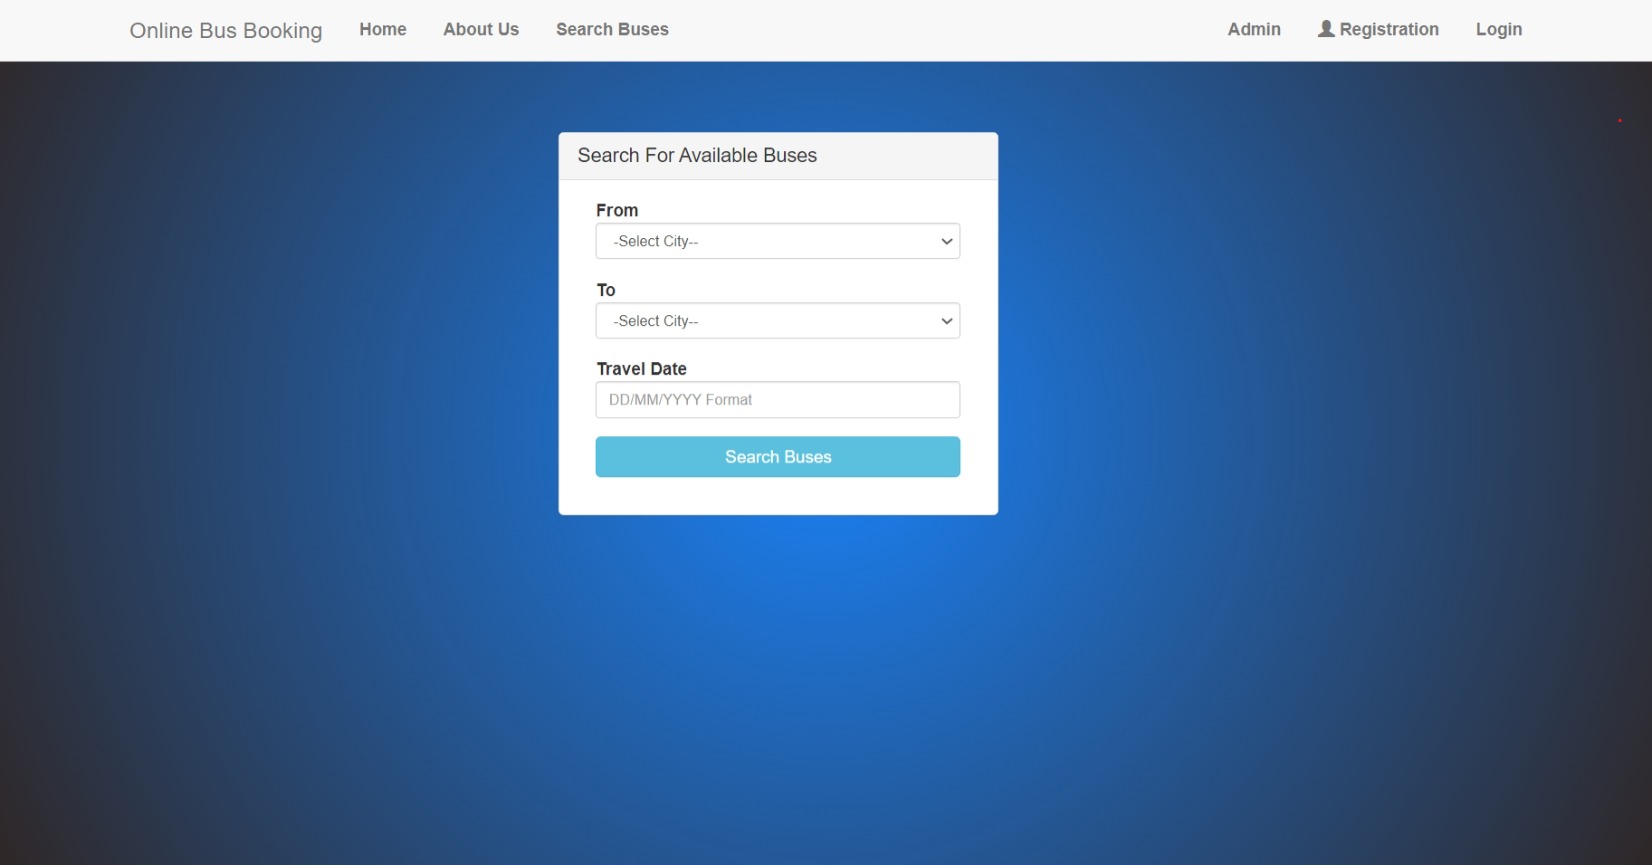 Online Bus Booking Home About Us Search Buses Admin Registration Login
Search For Available Buses
From
-Select City--
To
-Select City--
Travel Date
DD/MM/YYYY Format
Search Buses